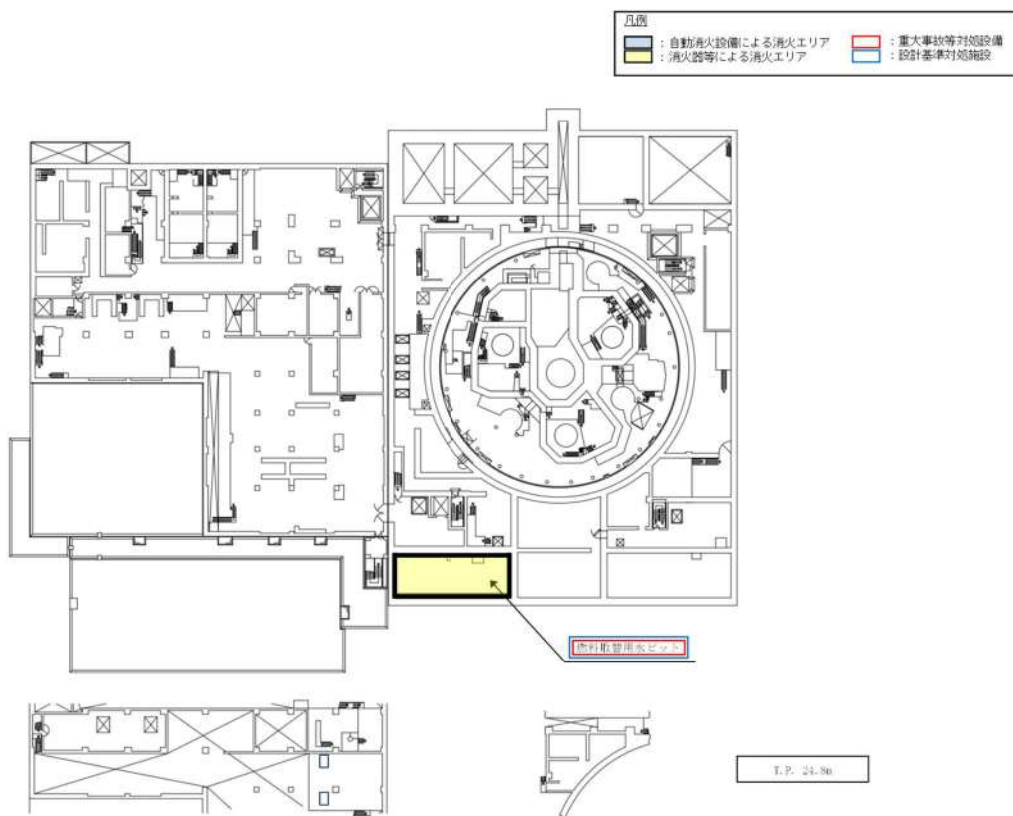 凡例
：自動消火設備による消火エリア
：消火器等による消火エリア
：重大事故等対処設備
：設計基準対処施設
燃料取替用水ピット
T.P. 24.8m